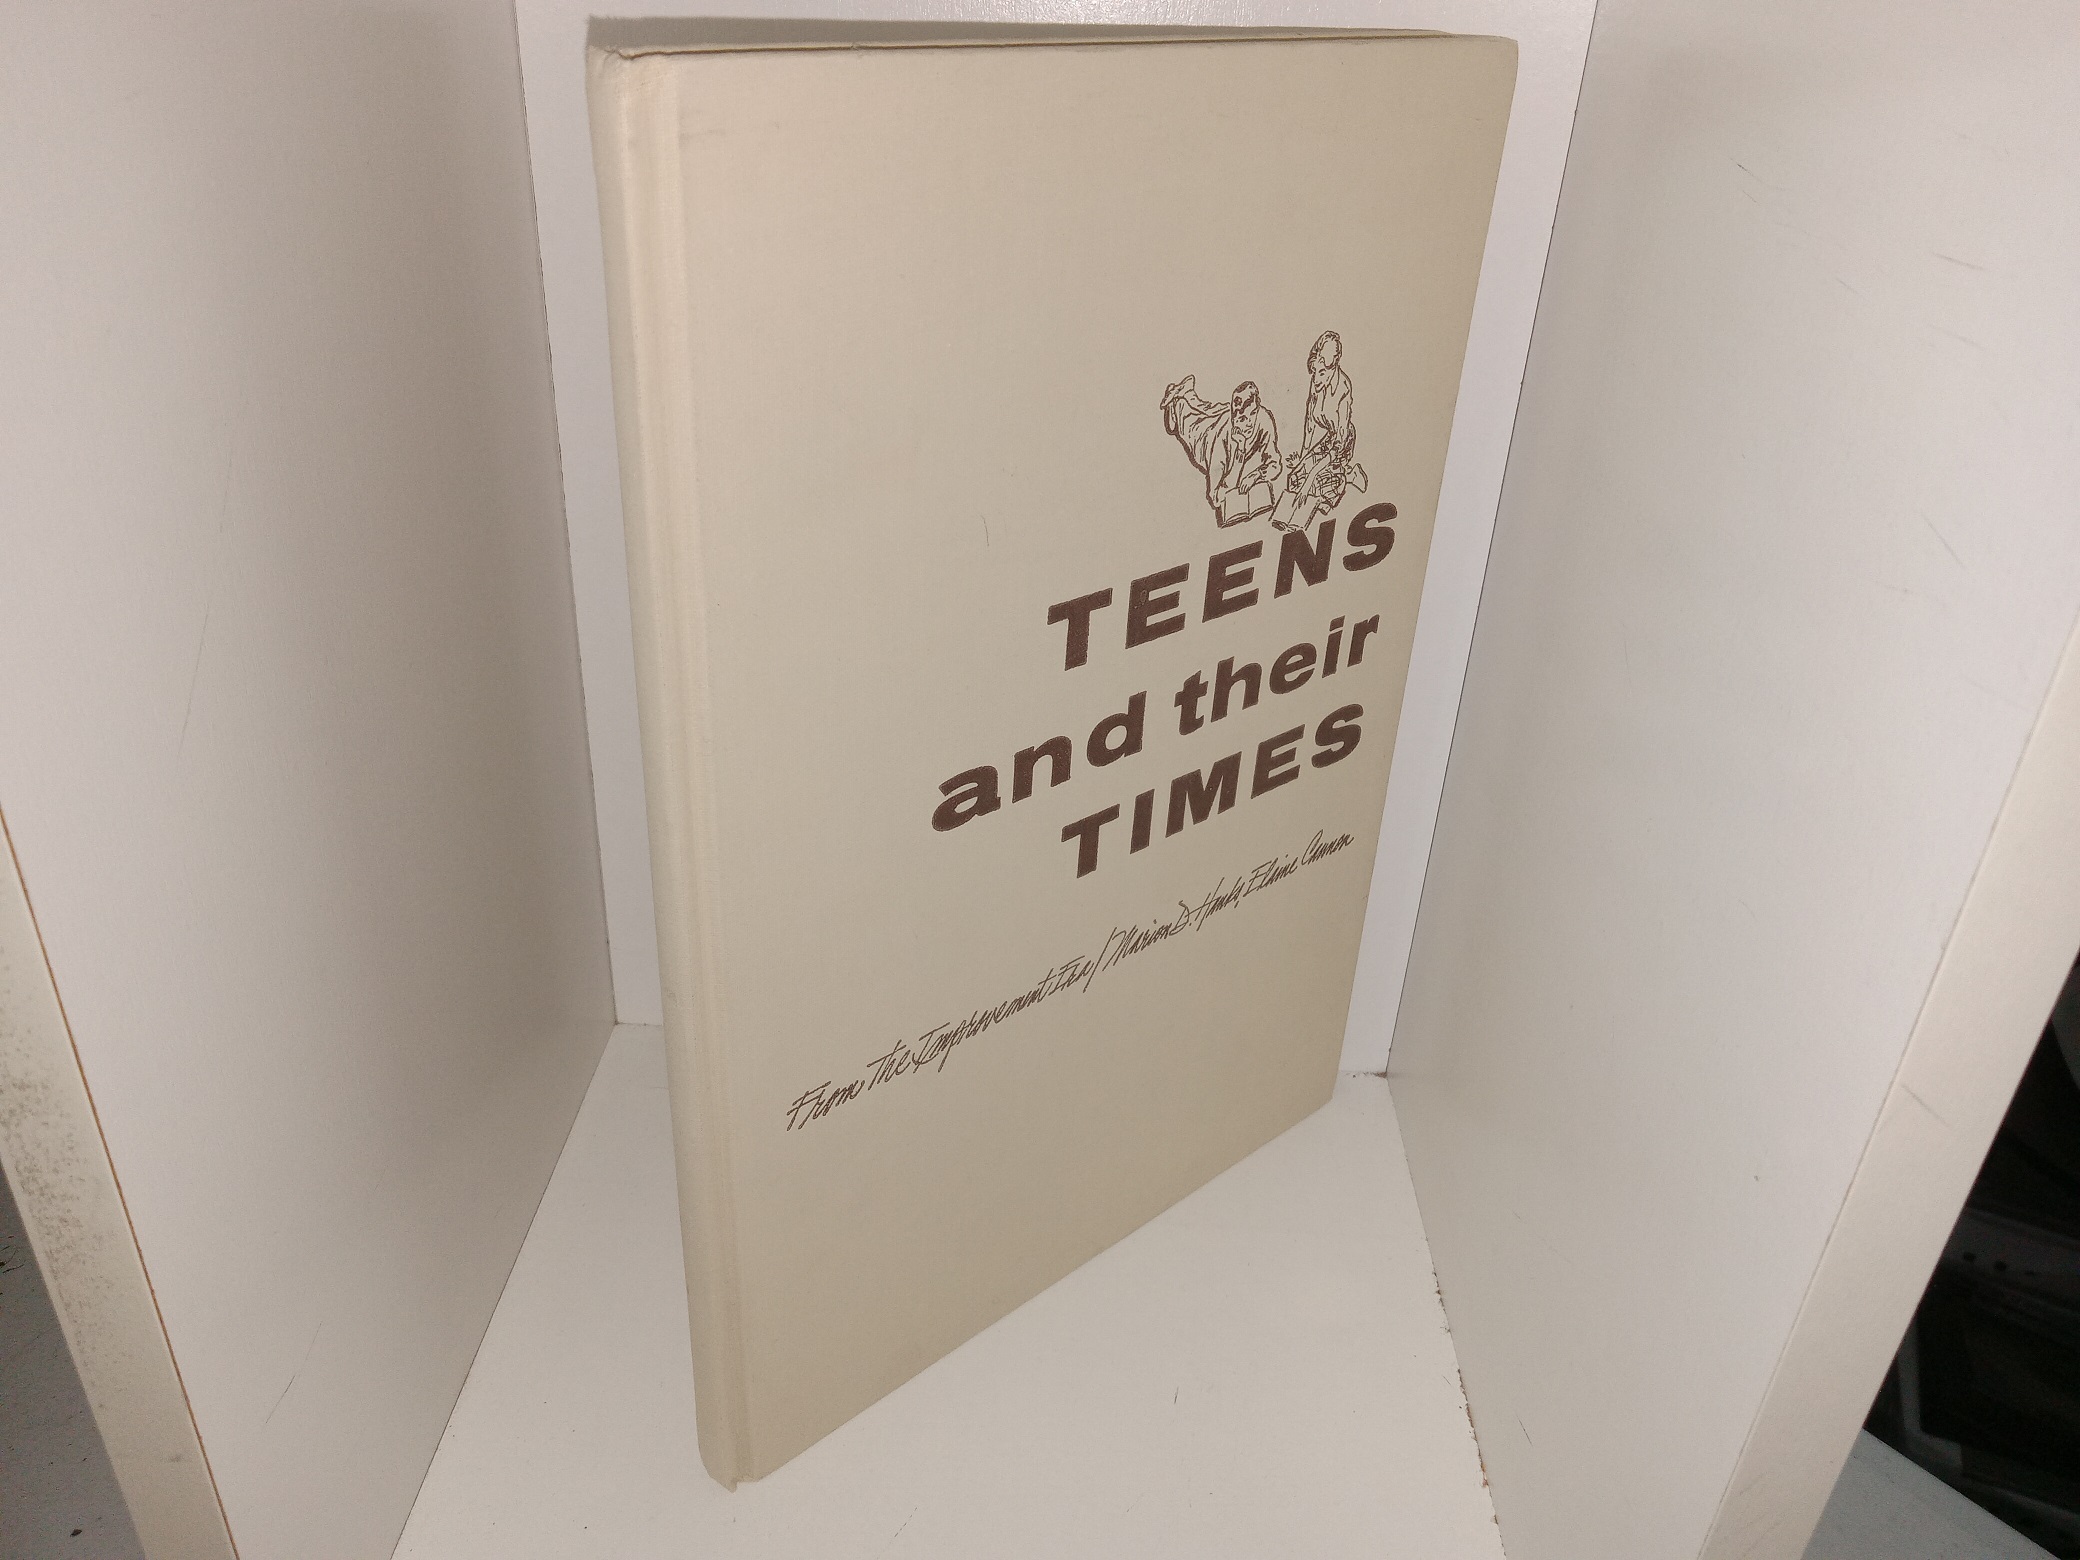 TEENS
and their
TIMES
From The Improvement Era / Marion D. Hanks, Elaine Cannon